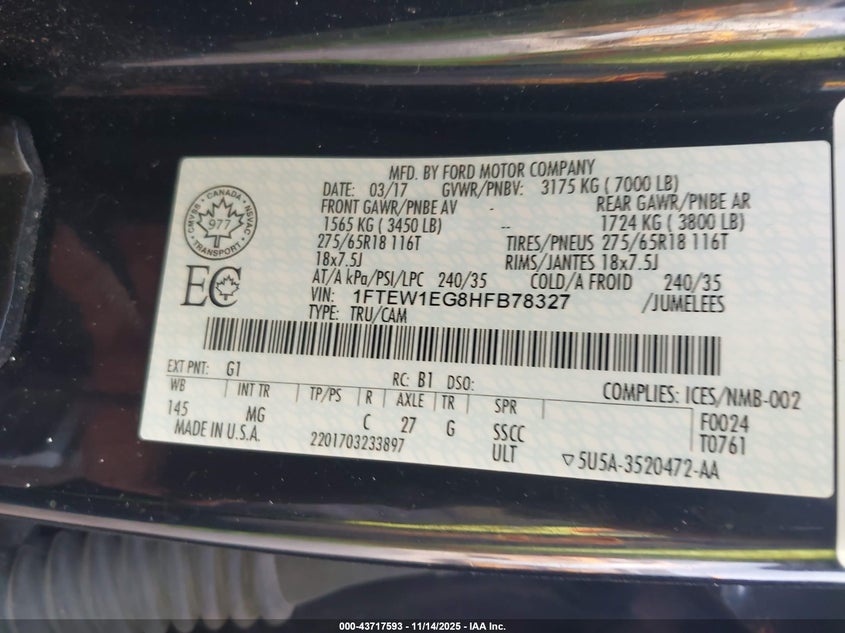 MFD. BY FORD MOTOR COMPANY
DATE: 03/17 GVWR/PNBV: 3175 KG ( 7000 LB)
FRONT GAWR/PNBE AV - REAR GAWR/PNBE AR
1565 KG ( 3450 LB) -- 1724 KG ( 3800 LB)
275/65R18 116T TIRES/PNEUS 275/65R18 116T
18x7.5J RIMS/JANTES 18x7.5J
AT/A kPa/PSI/LPC 240/35 COLD/A FROID 240/35
VIN: 1FTEW1EG8HFB78327 /JUMELEES
TYPE: TRU/CAM
CANADA
CMVSS NSVAC
977
TRANSPORT
EC
EXT PNT: G1 RC: B1 DSO: COMPLIES: ICES/NMB-002
WB INT TR TP/PS R AXLE TR SPR F0024
145 MG C 27 G SSCC T0761
MADE IN U.S.A. 2201703233897 ULT ▽5U5A-3520472-AA
000-43717593 - 11/14/2025 - IAA Inc.